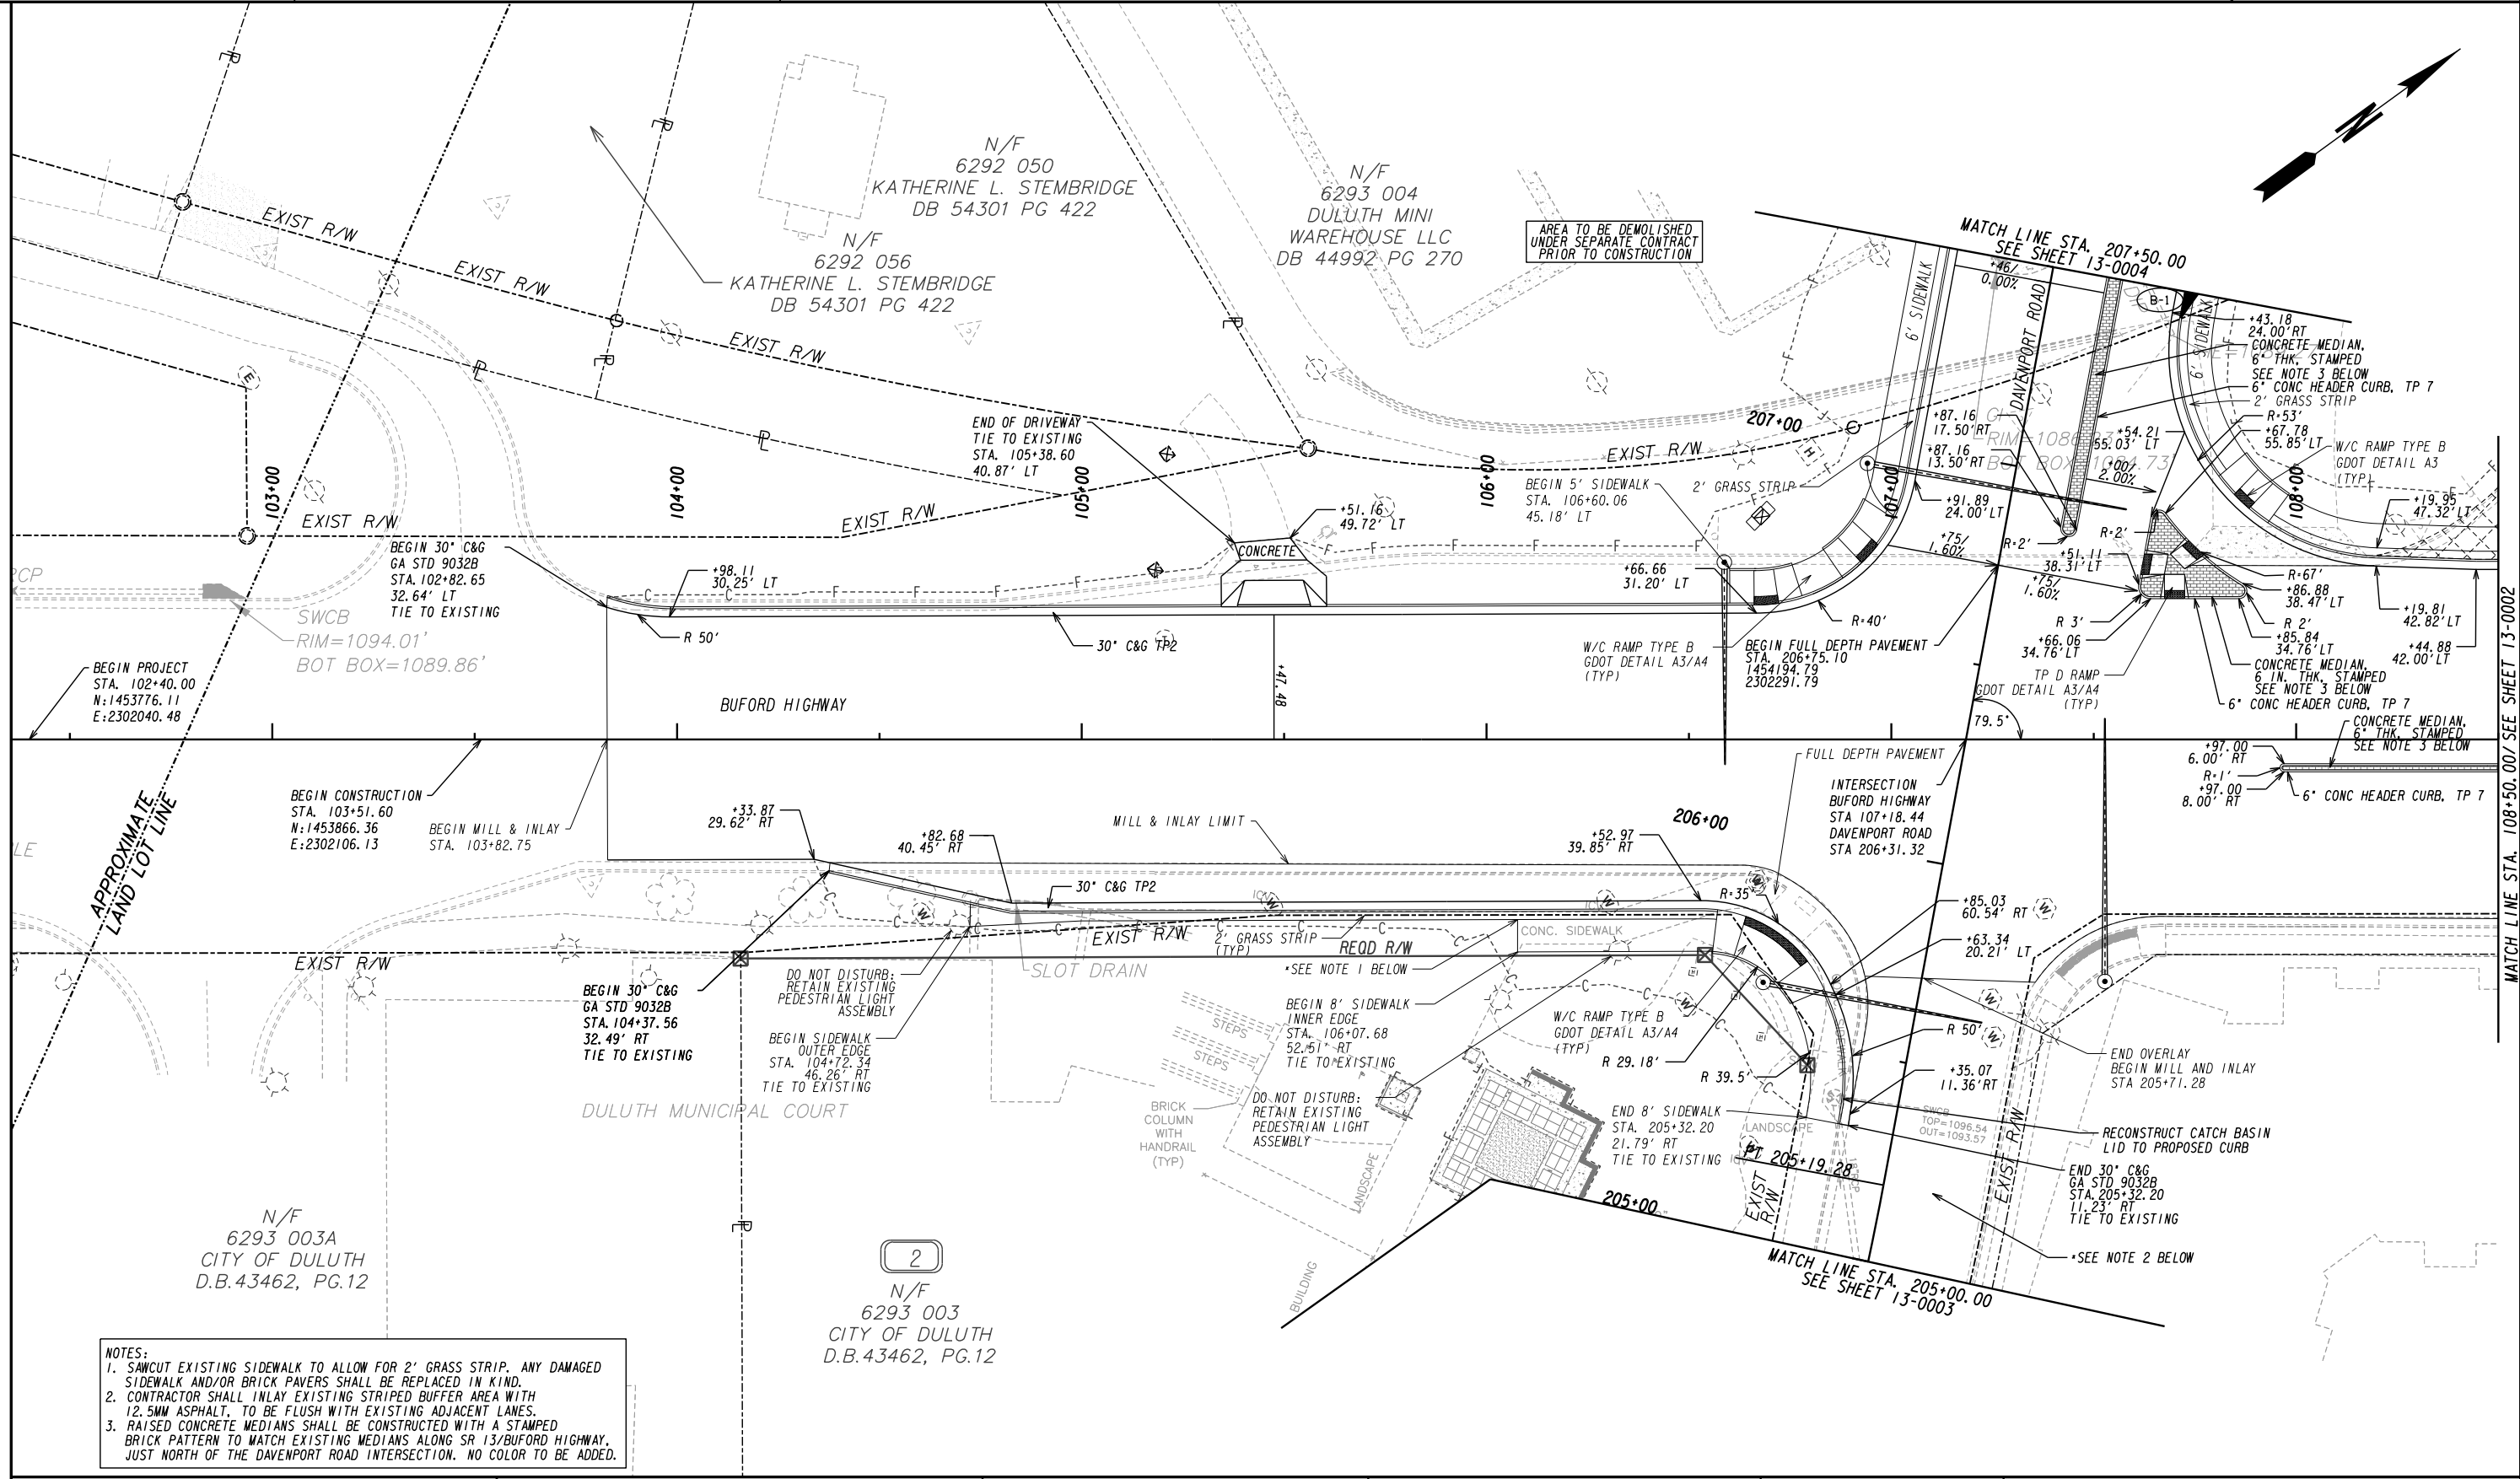 N/F
6292 050
KATHERINE L. STEMBRIDGE
DB 54301 PG 422
N/F
6292 056
KATHERINE L. STEMBRIDGE
DB 54301 PG 422
N/F
6293 004
DULUTH MINI
WAREHOUSE LLC
DB 44992 PG 270
AREA TO BE DEMOLISHED
UNDER SEPARATE CONTRACT
PRIOR TO CONSTRUCTION
N
MATCH LINE STA. 207+50.00
SEE SHEET 13-0004
EXIST R/W
EXIST R/W
EXIST R/W
EXIST R/W
EXIST R/W
EXIST R/W
6' SIDEWALK
+46/
0.00%
DAVENPORT ROAD
B-1
6' SIDEWALK
+43.18
24.00'RT
CONCRETE MEDIAN,
6" THK. STAMPED
SEE NOTE 3 BELOW
6" CONC HEADER CURB, TP 7
2' GRASS STRIP
R=53'
+67.78
55.85'LT
W/C RAMP TYPE B
GDOT DETAIL A3
(TYP)
+54.21
55.03' LT
+00/
2.00%
+87.16
17.50'RT
+87.16
13.50'RT
207+00
2' GRASS STRIP
H
+91.89
24.00'LT
+75/
1.60%
R=2'
R=2'
+51.11
38.31'LT
+75/
1.60%
+19.95
47.32'LT
R=67'
+86.88
38.47'LT
R 2'
+85.84
34.76'LT
R 3'
+66.06
34.76'LT
+19.81
42.82'LT
+44.88
42.00'LT
TP D RAMP
GDOT DETAIL A3/A4
(TYP)
CONCRETE MEDIAN,
6 IN. THK. STAMPED
SEE NOTE 3 BELOW
6" CONC HEADER CURB, TP 7
CONCRETE MEDIAN,
6" THK. STAMPED
SEE NOTE 3 BELOW
+97.00
6.00' RT
R=1'
+97.00
8.00' RT
6" CONC HEADER CURB, TP 7
MATCH LINE STA. 108+50.00/ SEE SHEET 13-0002
103+00
104+00
105+00
106+00
107+00
108+00
E
END OF DRIVEWAY
TIE TO EXISTING
STA. 105+38.60
40.87' LT
+51.16
49.72' LT
CONCRETE
BEGIN 5' SIDEWALK
STA. 106+60.06
45.18' LT
+66.66
31.20' LT
R=40'
W/C RAMP TYPE B
GDOT DETAIL A3/A4
(TYP)
BEGIN FULL DEPTH PAVEMENT
STA. 206+75.10
1454194.79
2302291.79
79.5°
BEGIN 30" C&G
GA STD 9032B
STA.102+82.65
32.64' LT
TIE TO EXISTING
+98.11
30.25' LT
R 50'
30" C&G TP2
SWCB
RIM=1094.01'
BOT BOX=1089.86'
BEGIN PROJECT
STA. 102+40.00
N:1453776.11
E:2302040.48
BUFORD HIGHWAY
+47.48
BEGIN CONSTRUCTION
STA. 103+51.60
N:1453866.36
E:2302106.13
BEGIN MILL & INLAY
STA. 103+82.75
APPROXIMATE
LAND LOT LINE
+33.87
29.62' RT
+82.68
40.45' RT
MILL & INLAY LIMIT
30" C&G TP2
+52.97
39.85' RT
206+00
FULL DEPTH PAVEMENT
R=35'
INTERSECTION
BUFORD HIGHWAY
STA 107+18.44
DAVENPORT ROAD
STA 206+31.32
+85.03
60.54' RT
+63.34
20.21' LT
EXIST R/W
EXIST R/W
2' GRASS STRIP
(TYP)
REQD R/W
CONC. SIDEWALK
*SEE NOTE 1 BELOW
SLOT DRAIN
BEGIN 30" C&G
GA STD 9032B
STA.104+37.56
32.49' RT
TIE TO EXISTING
DO NOT DISTURB:
RETAIN EXISTING
PEDESTRIAN LIGHT
ASSEMBLY
BEGIN SIDEWALK
OUTER EDGE
STA. 104+72.34
46.26' RT
TIE TO EXISTING
STEPS
STEPS
BEGIN 8' SIDEWALK
INNER EDGE
STA. 106+07.68
52.51' RT
TIE TO EXISTING
W/C RAMP TYPE B
GDOT DETAIL A3/A4
(TYP)
R 29.18'
R 39.5'
R 50'
+35.07
11.36'RT
END OVERLAY
BEGIN MILL AND INLAY
STA 205+71.28
DO NOT DISTURB:
RETAIN EXISTING
PEDESTRIAN LIGHT
ASSEMBLY
BRICK
COLUMN
WITH
HANDRAIL
(TYP)
LANDSCAPE
BUILDING
END 8' SIDEWALK
STA. 205+32.20
21.79' RT
TIE TO EXISTING
LANDSCAPE
SWCB
TOP=1096.54
OUT=1093.57
RECONSTRUCT CATCH BASIN
LID TO PROPOSED CURB
END 30" C&G
GA STD 9032B
STA.205+32.20
11.23' RT
TIE TO EXISTING
*SEE NOTE 2 BELOW
PT 205+19.28
205+00
EXIST
R/W
EXIST R/W
MATCH LINE STA. 205+00.00
SEE SHEET 13-0003
DULUTH MUNICIPAL COURT
N/F
6293 003A
CITY OF DULUTH
D.B.43462, PG.12
2
N/F
6293 003
CITY OF DULUTH
D.B.43462, PG.12
NOTES:
1. SAWCUT EXISTING SIDEWALK TO ALLOW FOR 2' GRASS STRIP. ANY DAMAGED
SIDEWALK AND/OR BRICK PAVERS SHALL BE REPLACED IN KIND.
2. CONTRACTOR SHALL INLAY EXISTING STRIPED BUFFER AREA WITH
12.5MM ASPHALT, TO BE FLUSH WITH EXISTING ADJACENT LANES.
3. RAISED CONCRETE MEDIANS SHALL BE CONSTRUCTED WITH A STAMPED
BRICK PATTERN TO MATCH EXISTING MEDIANS ALONG SR 13/BUFORD HIGHWAY,
JUST NORTH OF THE DAVENPORT ROAD INTERSECTION. NO COLOR TO BE ADDED.